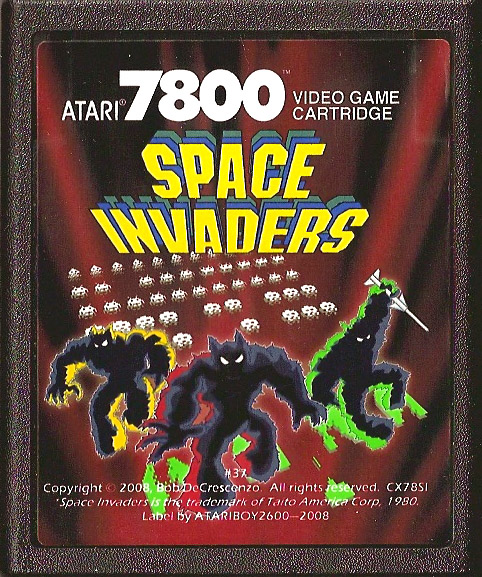 ATARI® 7800™ VIDEO GAME
CARTRIDGE
SPACE
INVADERS
#37
Copyright © 2008, Bob DeCrescenzo. All rights reserved. CX78SI
*Space Invaders is the trademark of Taito America Corp, 1980.
Label by ATARIBOY2600—2008